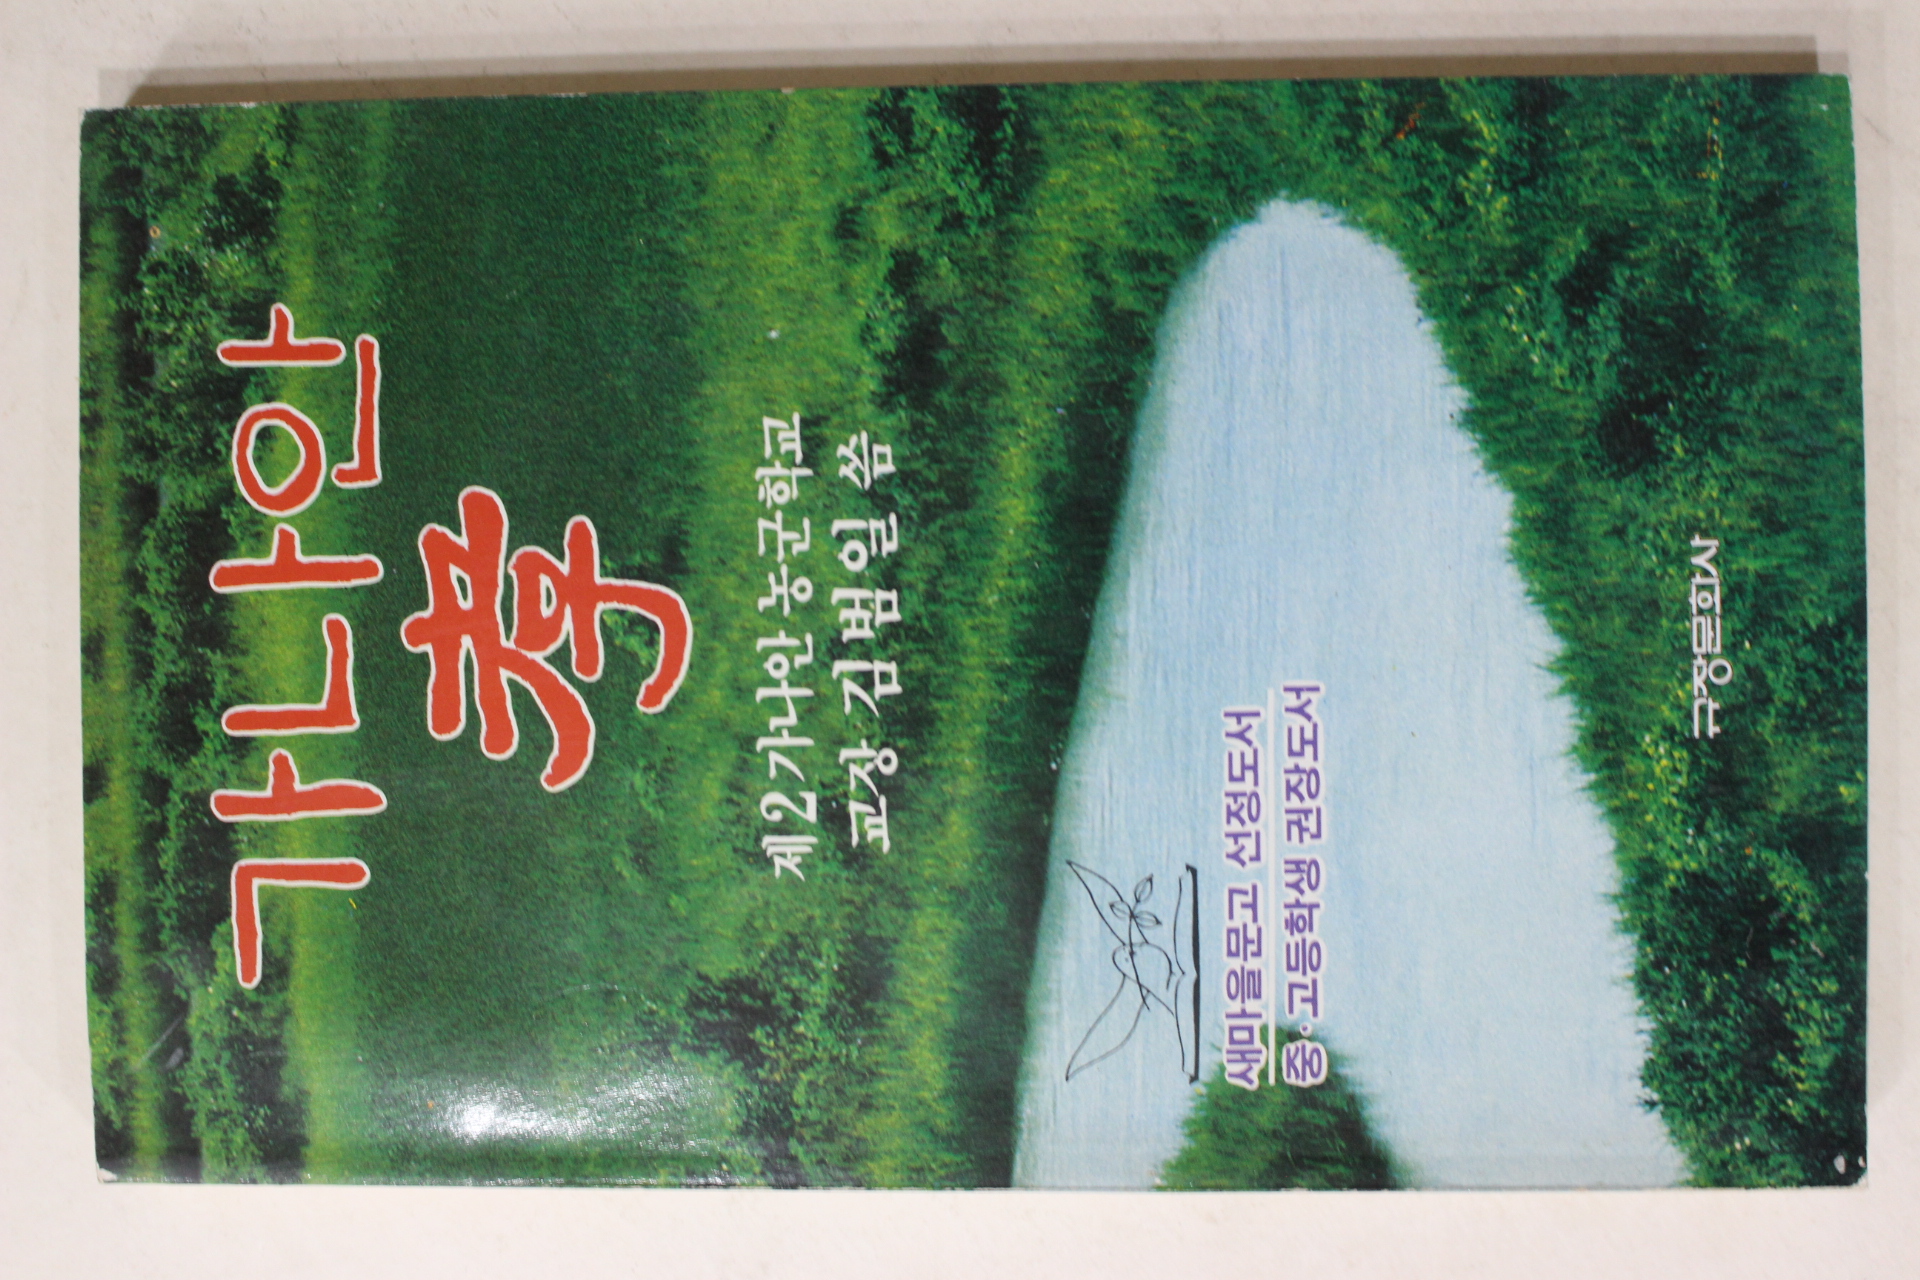 가나안
孝
제2가나안 농군학교
교장 김범일 씀
새마을문고 선정도서
중·고등학생 권장도서
규장문화사